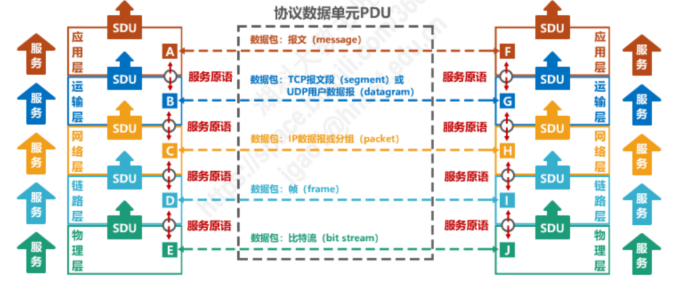 协议数据单元PDU
SDU
应用层
A
数据包：报文（message）
F
SDU
应用层
服务
服务
SDU
服务原语
数据包：TCP报文段（segment）或
UDP用户数据报（datagram）
服务原语
SDU
运输层
B
G
运输层
服务
服务
SDU
服务原语
服务原语
SDU
网络层
C
数据包：IP数据报或分组（packet）
H
网络层
服务
服务
SDU
服务原语
服务原语
SDU
链路层
D
数据包：帧（frame）
I
链路层
服务
服务
SDU
服务原语
服务原语
SDU
物理层
E
数据包：比特流（bit stream）
J
物理层
服务
服务